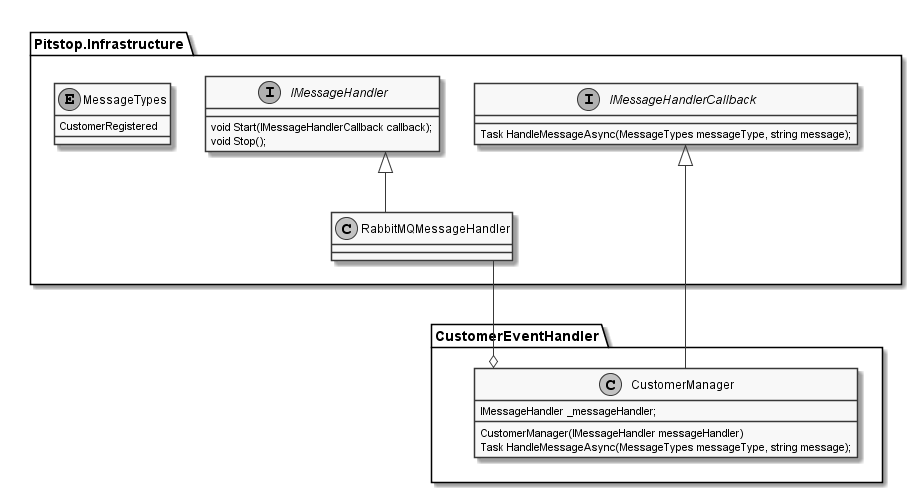 Pitstop.Infrastructure
E MessageTypes
CustomerRegistered
I IMessageHandler
void Start(IMessageHandlerCallback callback);
void Stop();
I IMessageHandlerCallback
Task HandleMessageAsync(MessageTypes messageType, string message);
C RabbitMQMessageHandler
CustomerEventHandler
C CustomerManager
IMessageHandler _messageHandler;
CustomerManager(IMessageHandler messageHandler)
Task HandleMessageAsync(MessageTypes messageType, string message);